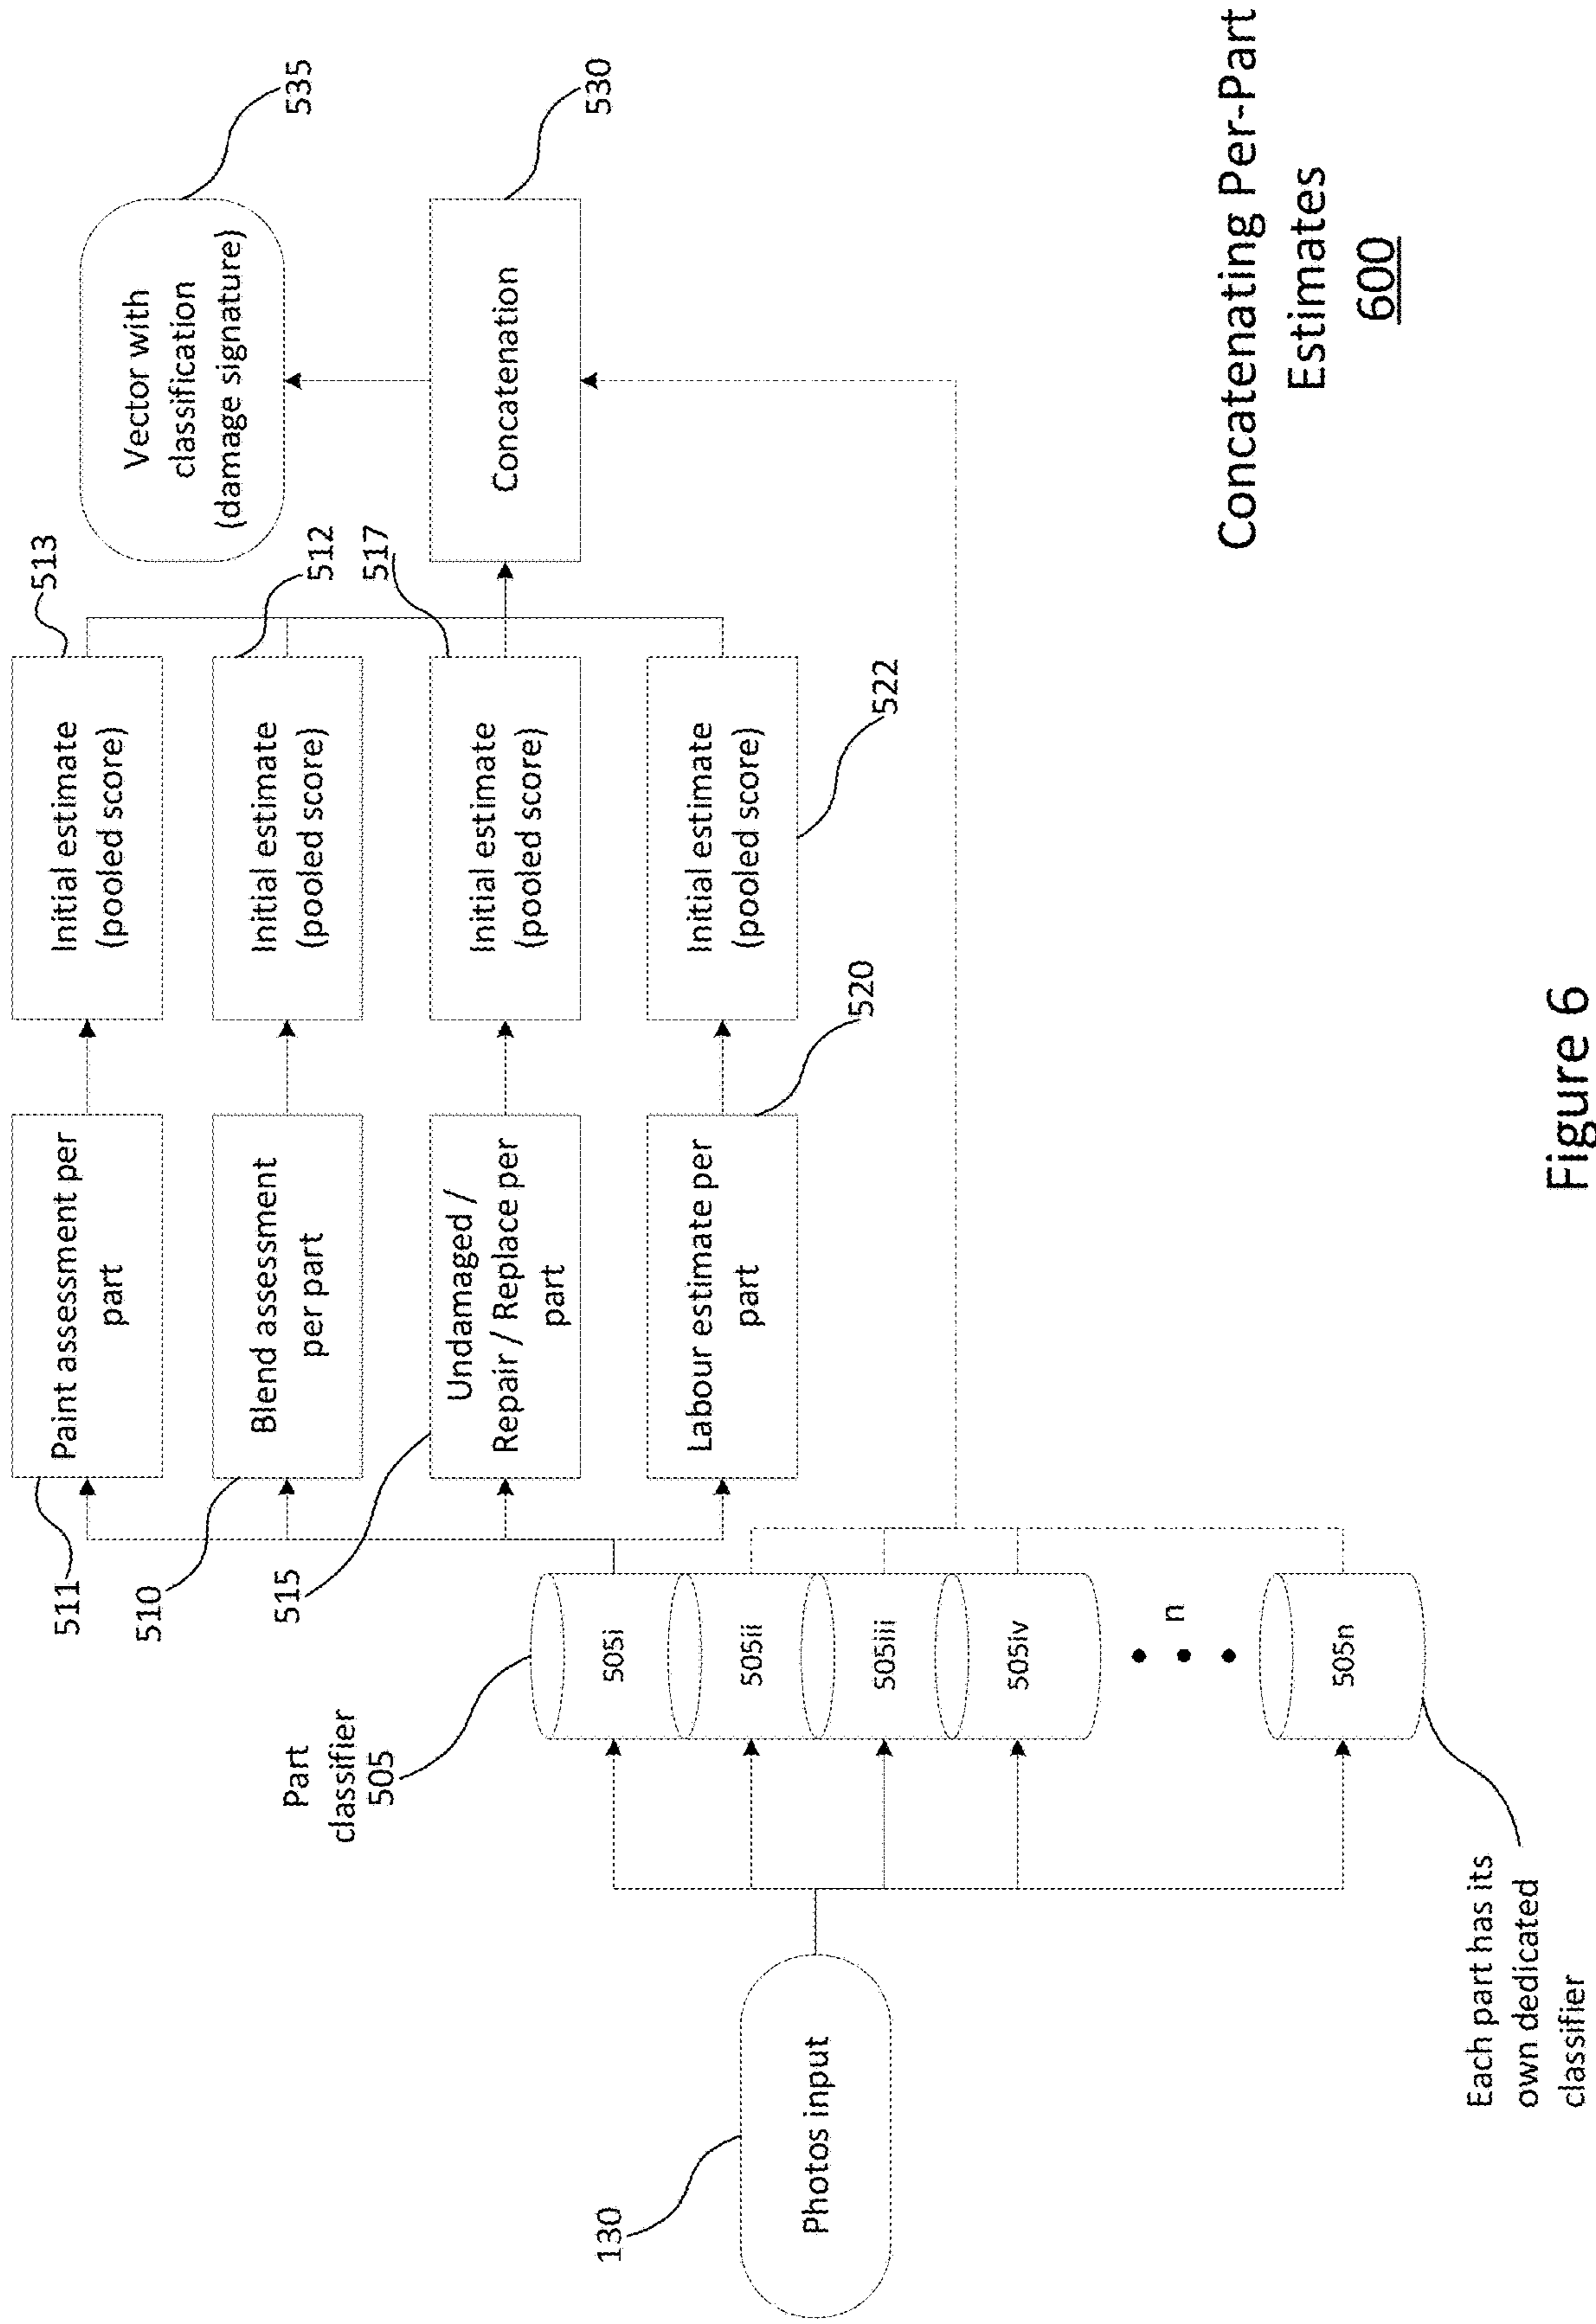 511
Paint assessment per
part
Initial estimate
(pooled score)
513
510
Blend assessment
per part
Initial estimate
(pooled score)
512
Vector with
classification
(damage signature)
535
515
Undamaged /
Repair / Replace per
part
Initial estimate
(pooled score)
517
Concatenation
530
Labour estimate per
part
520
Initial estimate
(pooled score)
522
Part
classifier
505
505i
505ii
505iii
505iv
n
505n
130
Photos input
Each part has its
own dedicated
classifier
Concatenating Per-Part
Estimates
600
Figure 6